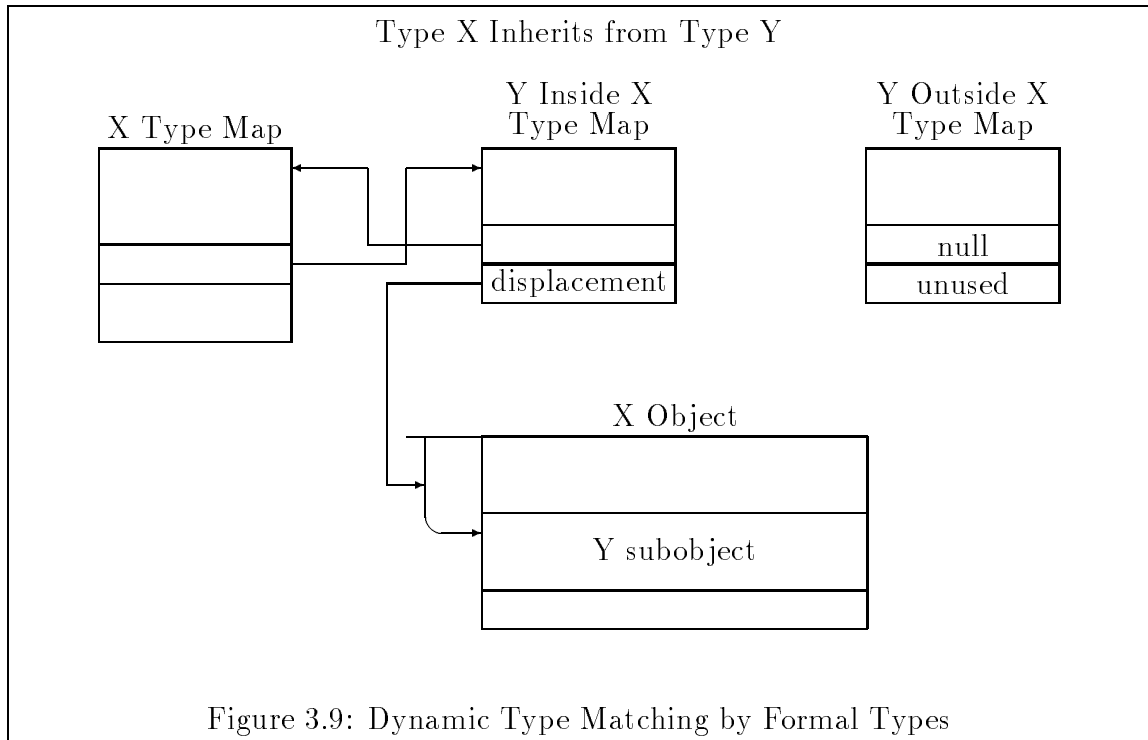 Type X Inherits from Type Y
X Type Map
Y Inside X
Type Map
Y Outside X
Type Map
null
displacement
unused
X Object
Y subobject
Figure 3.9: Dynamic Type Matching by Formal Types